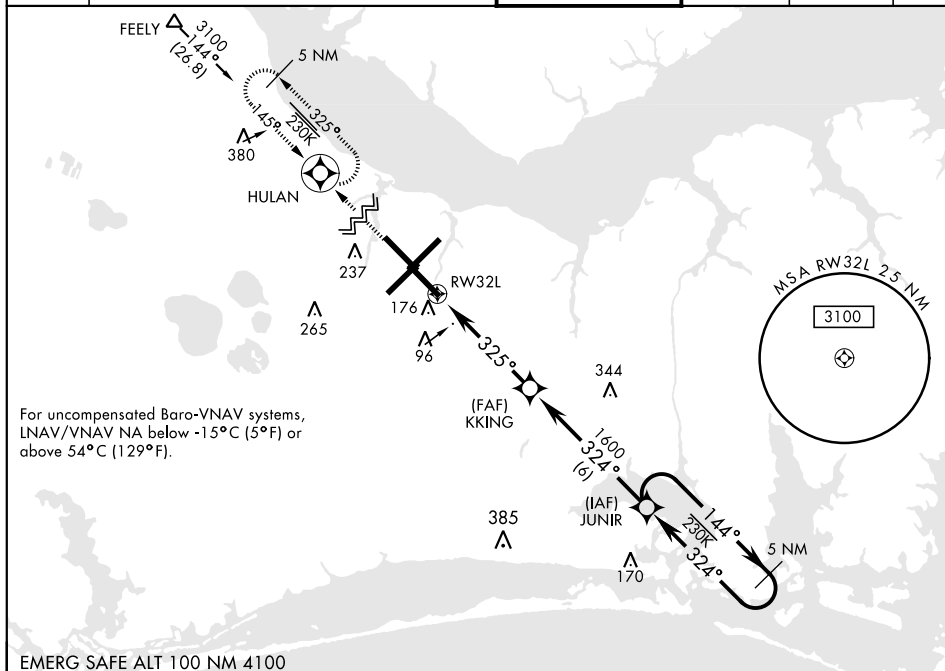 FEELY
3100
144°
(26.8)
5 NM
145°
230K
325°
380
HULAN
237
RW32L
176
265
96
325°
MSA RW32L 25 NM
3100
344
(FAF)
KKING
For uncompensated Baro-VNAV systems,
LNAV/VNAV NA below -15°C (5°F) or
above 54°C (129°F).
1600
324°
(6)
(IAF)
JUNIR
144°
230K
324°
5 NM
385
170
EMERG SAFE ALT 100 NM 4100